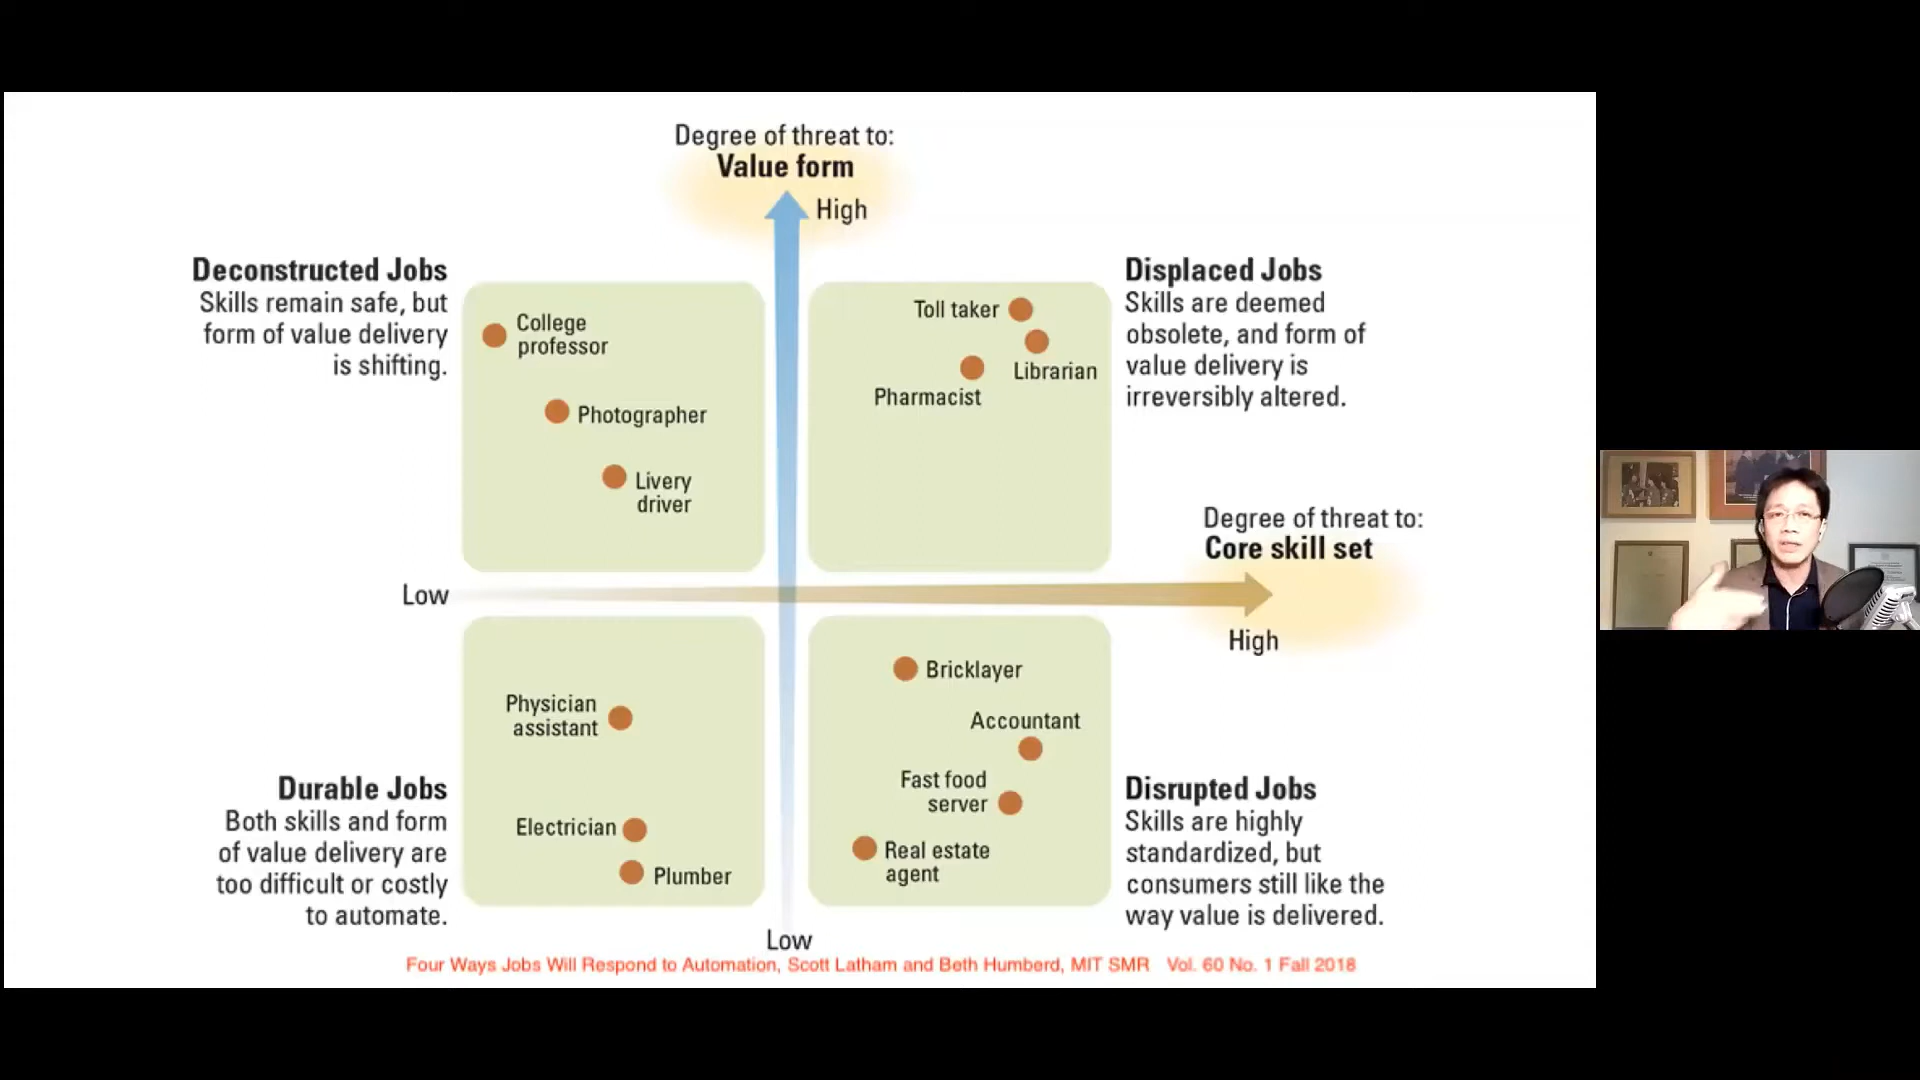 Degree of threat to:
Value form
High
Deconstructed Jobs
Skills remain safe, but
form of value delivery
is shifting.
College
professor
Photographer
Livery
driver
Toll taker
Librarian
Pharmacist
Displaced Jobs
Skills are deemed
obsolete, and form of
value delivery is
irreversibly altered.
Degree of threat to:
Core skill set
Low
High
Physician
assistant
Electrician
Plumber
Durable Jobs
Both skills and form
of value delivery are
too difficult or costly
to automate.
Bricklayer
Accountant
Fast food
server
Real estate
agent
Disrupted Jobs
Skills are highly
standardized, but
consumers still like the
way value is delivered.
Low
Four Ways Jobs Will Respond to Automation, Scott Latham and Beth Humberd, MIT SMR Vol. 60 No. 1 Fall 2018